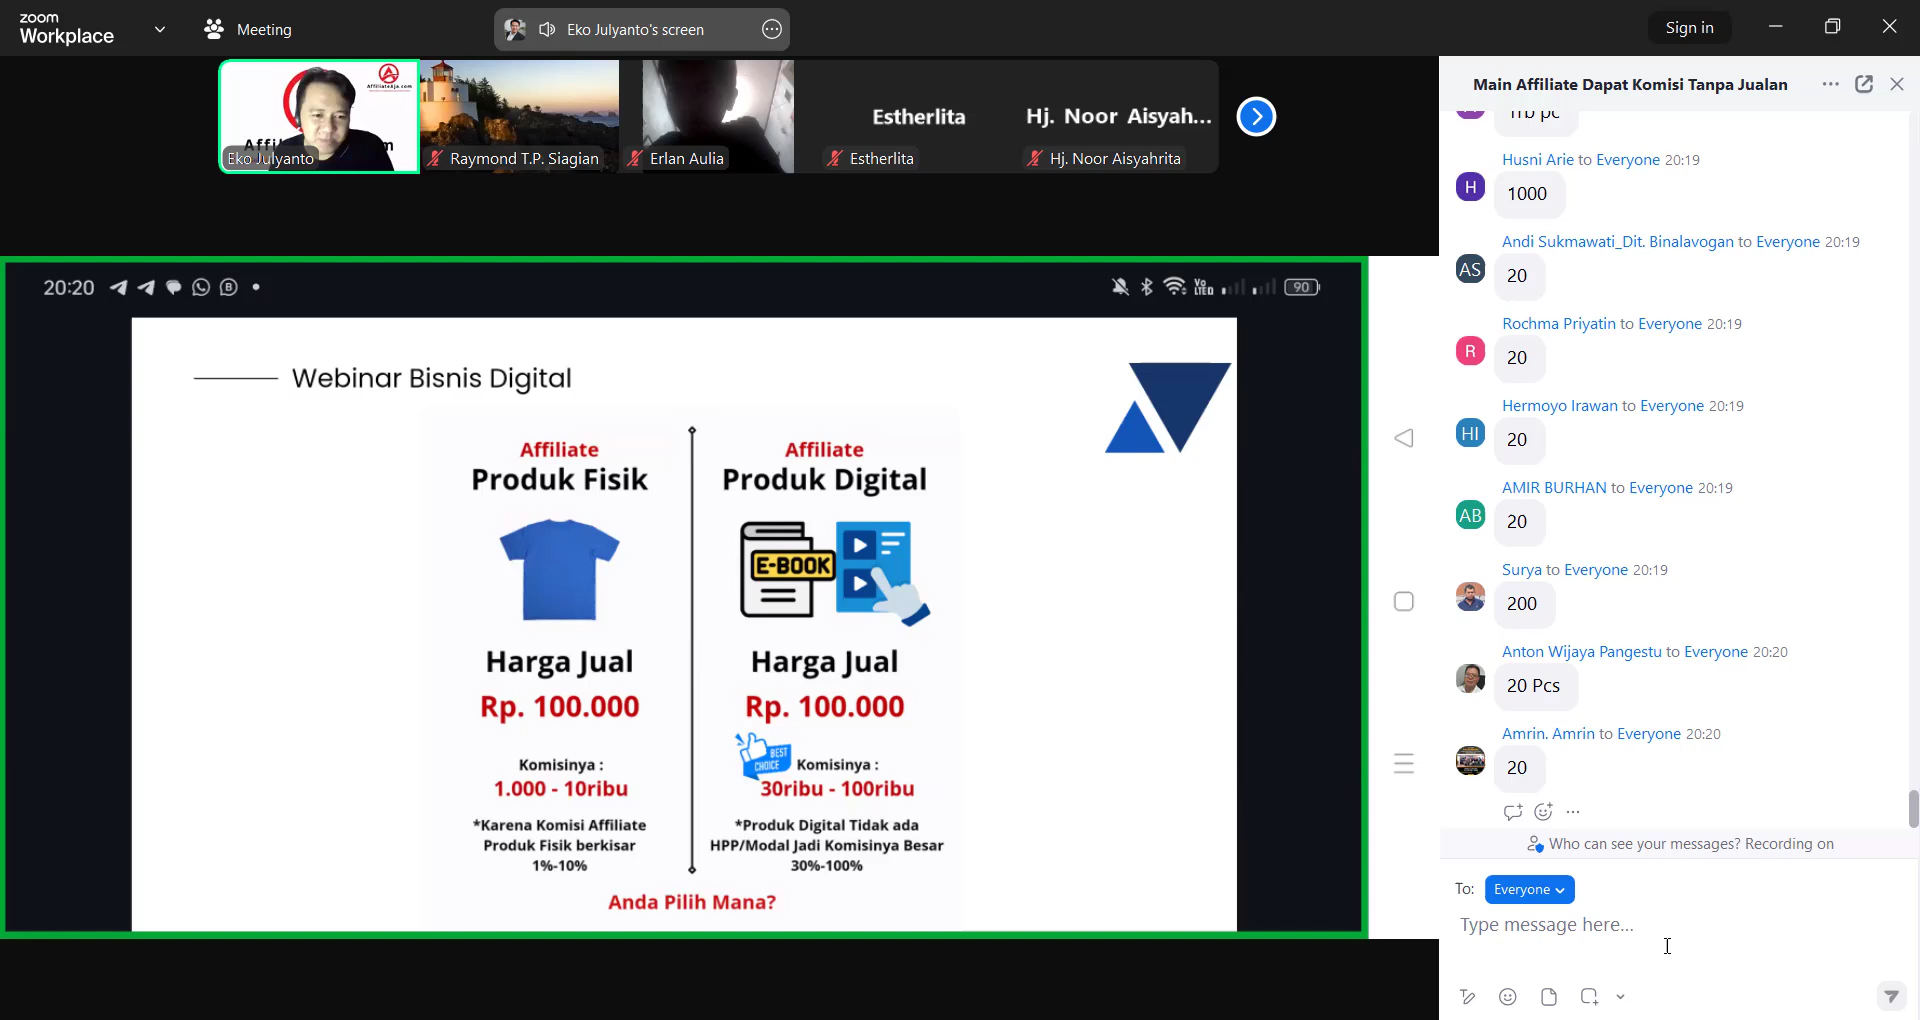 zoom
Workplace
Meeting
Eko Julyanto's screen
Sign in
AffiliateAja.com
Eko Julyanto
Raymond T.P. Siagian
Erlan Aulia
Estherlita
Estherlita
Hj. Noor Aisyah...
Hj. Noor Aisyahrita
20:20
90
Webinar Bisnis Digital
Affiliate
Produk Fisik
Harga Jual
Rp. 100.000
Komisinya :
1.000 - 10ribu
*Karena Komisi Affiliate
Produk Fisik berkisar
1%-10%
Affiliate
Produk Digital
E-BOOK
Harga Jual
Rp. 100.000
BEST
CHOICE
Komisinya :
30ribu - 100ribu
*Produk Digital Tidak ada
HPP/Modal Jadi Komisinya Besar
30%-100%
Anda Pilih Mana?
Main Affiliate Dapat Komisi Tanpa Jualan
Husni Arie to Everyone 20:19
H
1000
Andi Sukmawati_Dit. Binalavogan to Everyone 20:19
AS
20
Rochma Priyatin to Everyone 20:19
R
20
Hermoyo Irawan to Everyone 20:19
HI
20
AMIR BURHAN to Everyone 20:19
AB
20
Surya to Everyone 20:19
200
Anton Wijaya Pangestu to Everyone 20:20
20 Pcs
Amrin. Amrin to Everyone 20:20
20
Who can see your messages? Recording on
To: Everyone
Type message here...